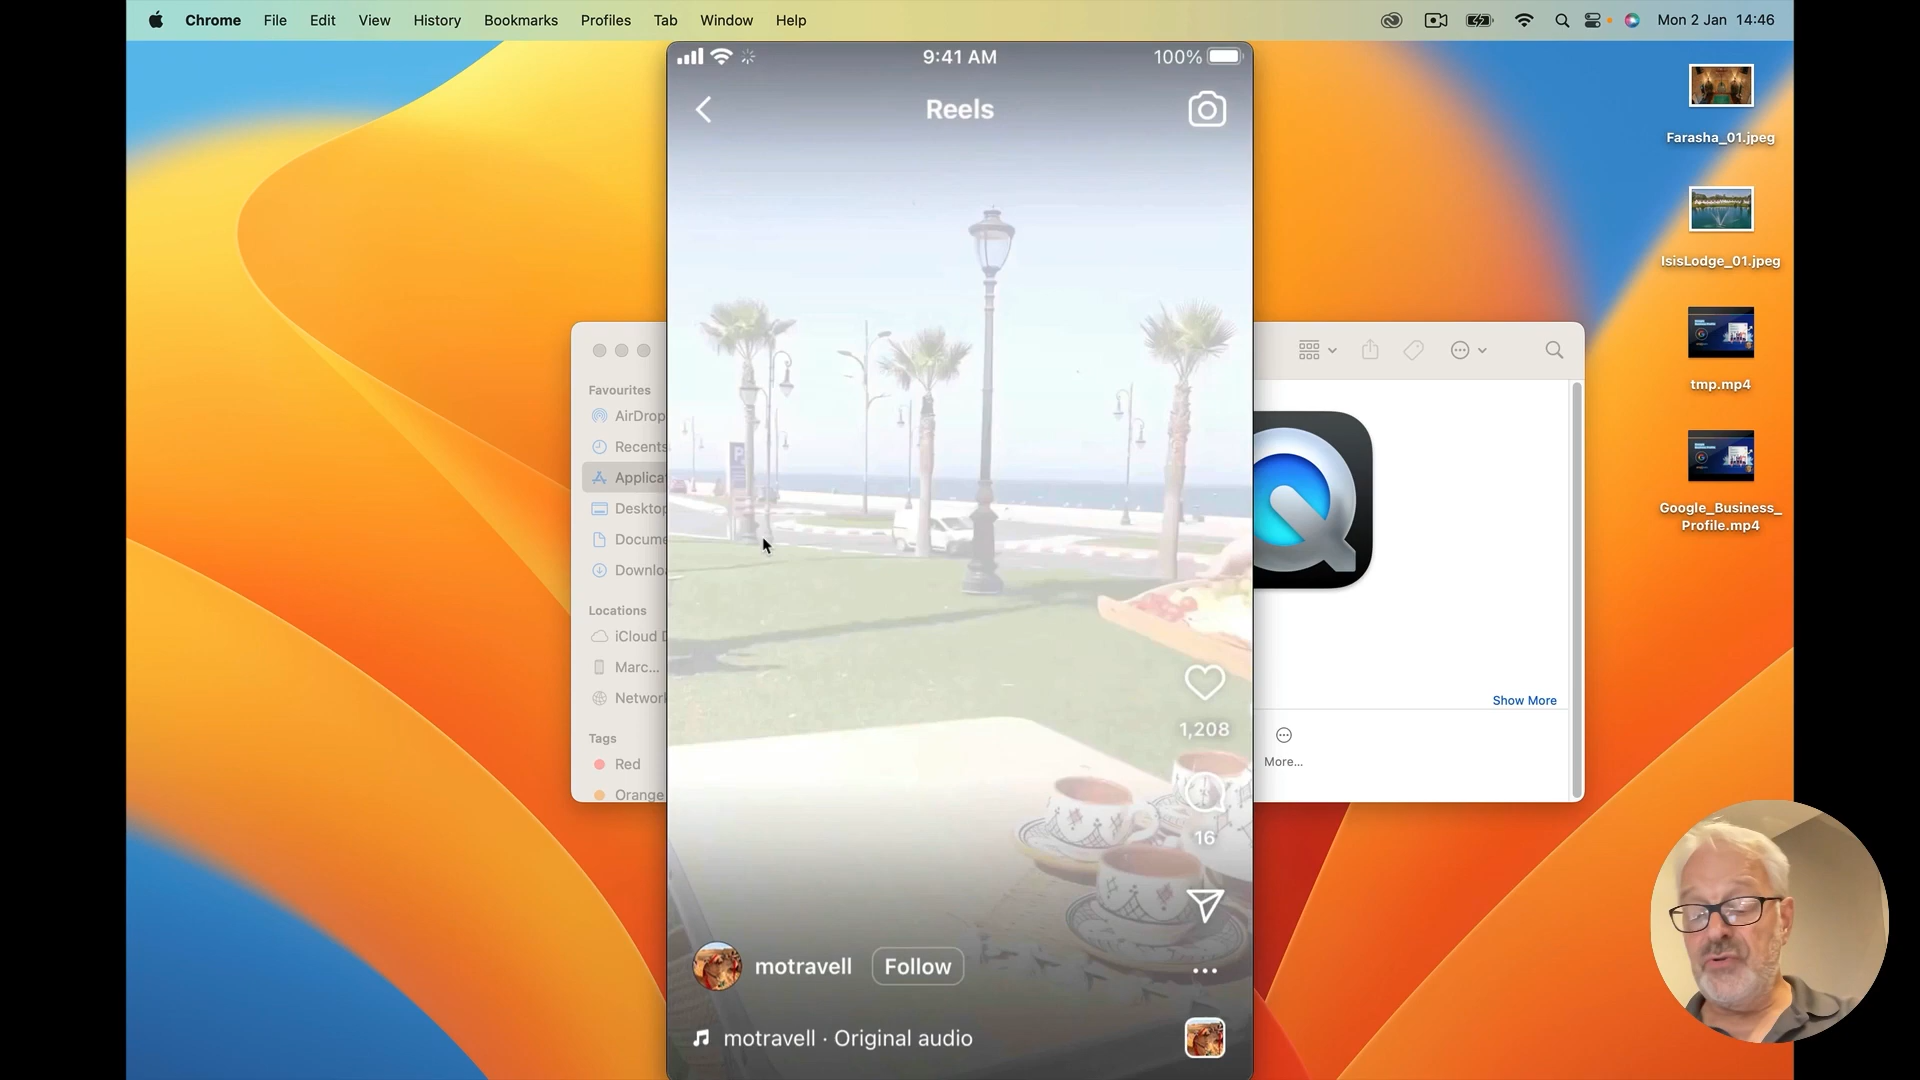 Chrome File Edit View History Bookmarks Profiles Tab Window Help Mon 2 Jan 14:46
9:41 AM 100%
Reels
Farasha_01.jpeg
IsisLodge_01.jpeg
tmp.mp4
Google_Business_
Profile.mp4
Favourites
AirDrop
Recents
Applica
Desktop
Docume
Downlo
Locations
iCloud D
Marc...
Network
Tags
Red
Orange
P
Show More
More...
1,208
16
motravell Follow
motravell · Original audio